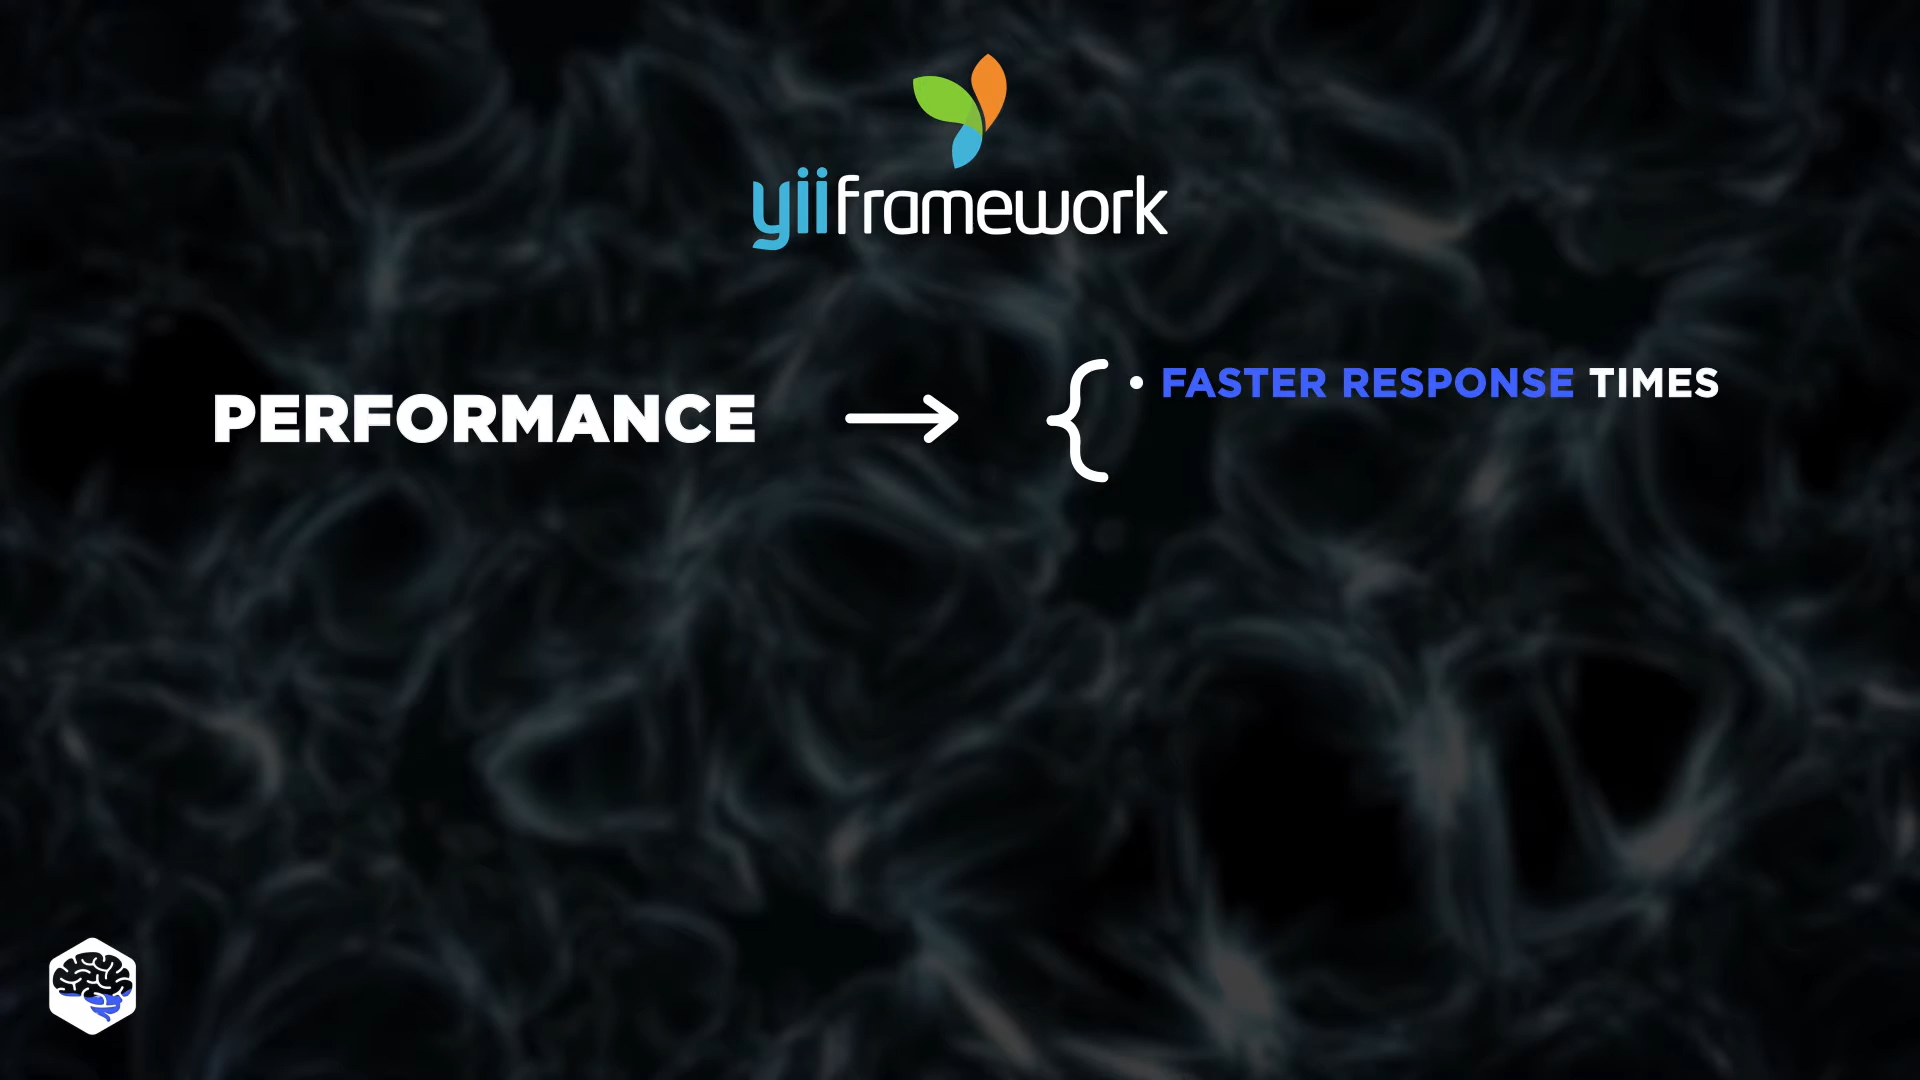 yiiframework
PERFORMANCE → { • FASTER RESPONSE TIMES